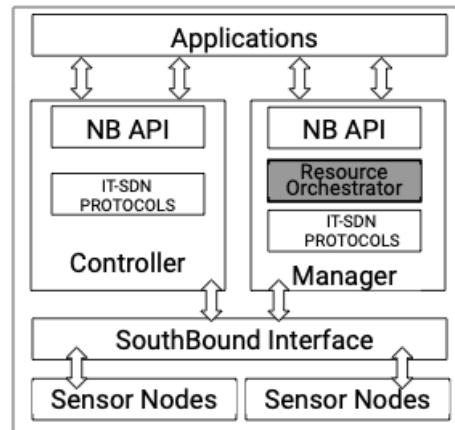 Applications
NB API
IT-SDN
PROTOCOLS
Controller
NB API
Resource
Orchestrator
IT-SDN
PROTOCOLS
Manager
SouthBound Interface
Sensor Nodes
Sensor Nodes